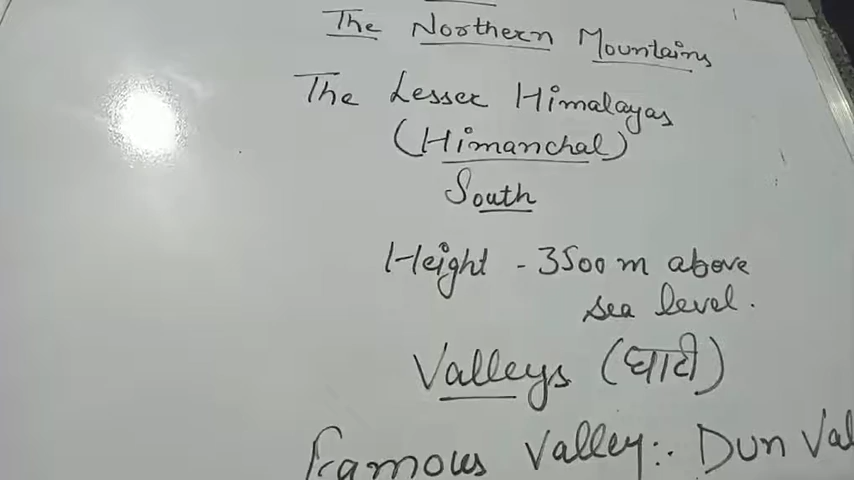 The Northern Mountains
The Lesser Himalayas
(Himanchal)
South
Height - 3500 m above
sea level.
Valleys (घाटी)
Famous Valley:- Dun Val